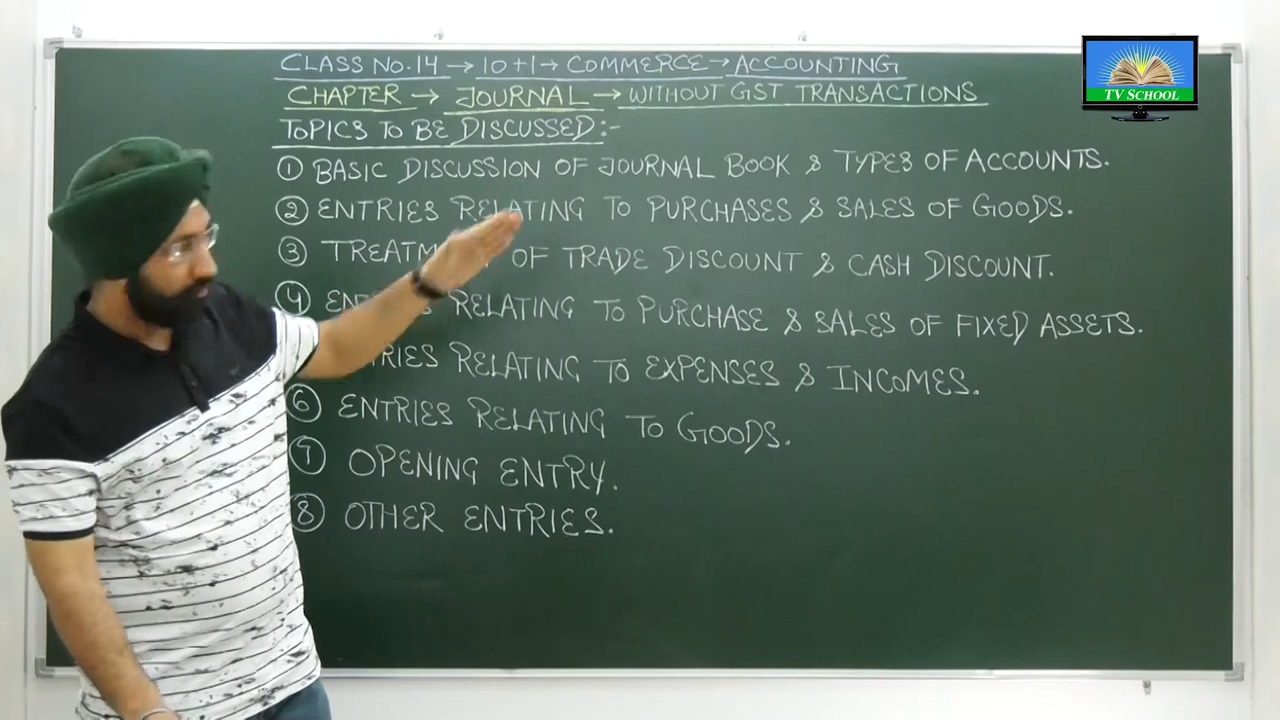 CLASS NO.14 → 10+1 → COMMERCE → ACCOUNTING
CHAPTER → JOURNAL → WITHOUT GST TRANSACTIONS
TOPICS TO BE DISCUSSED:-
① BASIC DISCUSSION OF JOURNAL BOOK & TYPES OF ACCOUNTS.
② ENTRIES RELATING TO PURCHASES & SALES OF GOODS.
③ OF TRADE DISCOUNT & CASH DISCOUNT.
④ RELATING TO PURCHASE & SALES OF FIXED ASSETS.
RELATING TO EXPENSES & INCOMES.
⑥ ENTRIES RELATING TO GOODS.
⑦ OPENING ENTRY.
⑧ OTHER ENTRIES.
TV SCHOOL